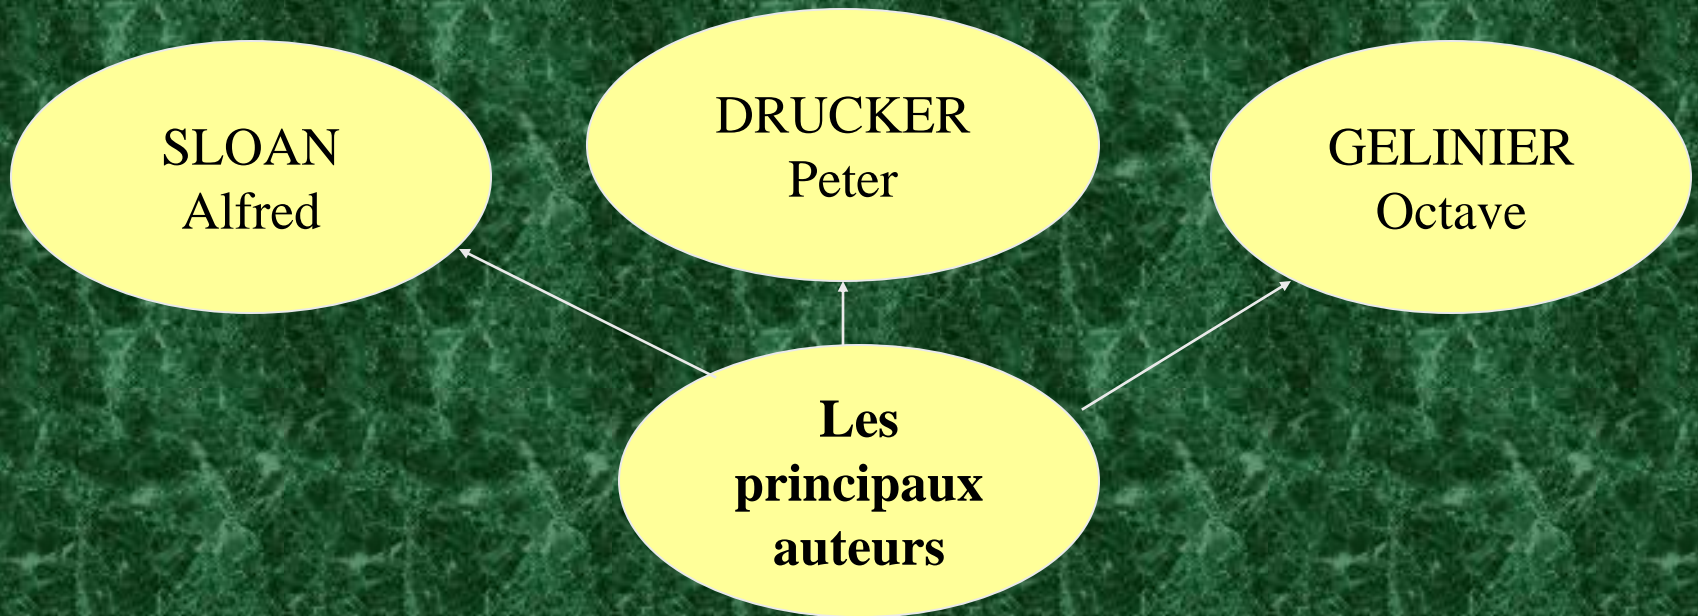 SLOAN
Alfred
DRUCKER
Peter
GELINIER
Octave
Les
principaux
auteurs